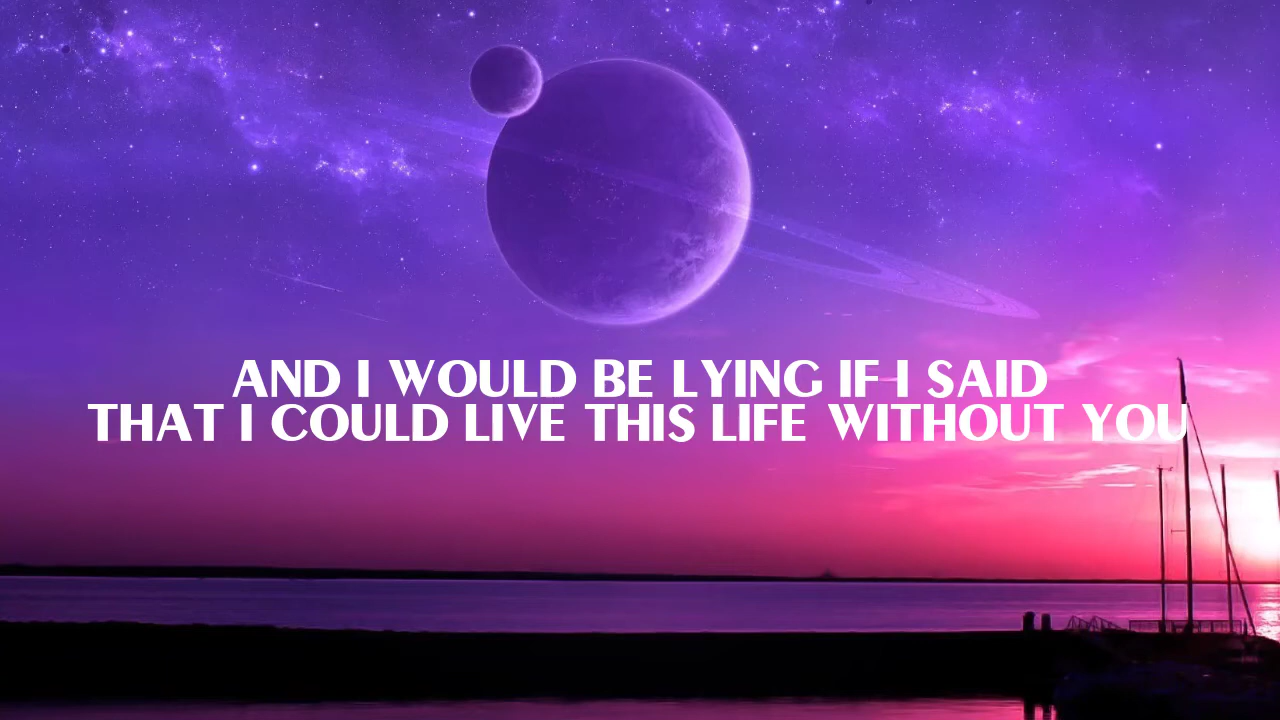 AND I WOULD BE LYING IF I SAID
THAT I COULD LIVE THIS LIFE WITHOUT YOU